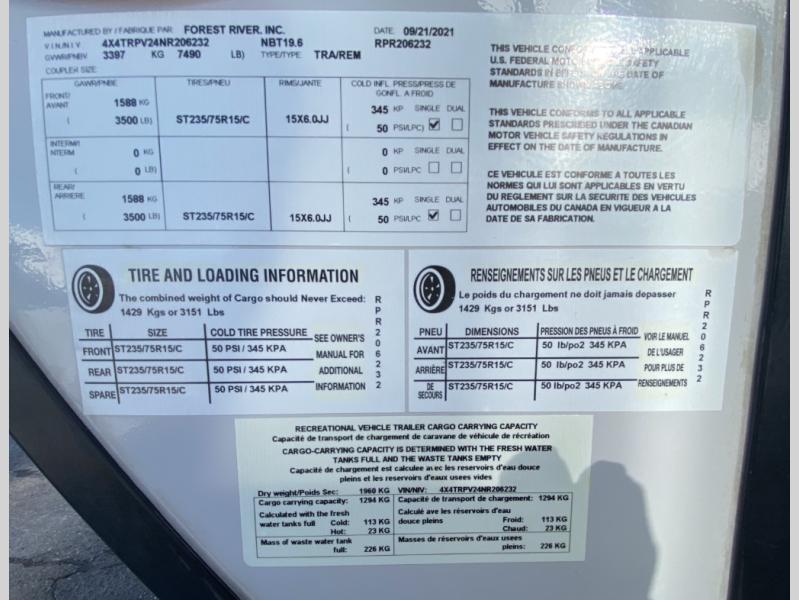 MANUFACTURED BY / FABRIQUE PAR: FOREST RIVER, INC. DATE: 09/21/2021
V.I.N./N.I.V. 4X4TRPV24NR206232 NBT19.6 RPR206232
GVWR/PNBV 3397 KG 7490 LB) TYPE/TYPE: TRA/REM
COUPLER SIZE
GAWR/PNBE TIRES/PNEU RIMS/JANTE COLD INFL PRESS/PRESS DE
GONFL A FROID
FRONT/
AVANT 1588 KG 345 KP SINGLE DUAL
( 3500 LB) ST235/75R15/C 15X6.0JJ ( 50 PSI/LPC)
INTERM/
NTERM 0 KG 0 KP SINGLE DUAL
( 0 LB) ( 0 PSI/LPC
REAR/
ARRIERE 1588 KG 345 KP SINGLE DUAL
( 3500 LB) ST235/75R15/C 15X6.0JJ ( 50 PSI/LPC
THIS VEHICLE APPLICABLE
U.S. FEDERAL SAFETY
STANDARDS IN DATE OF
MANUFACTURE
THIS VEHICLE CONFORMS TO ALL APPLICABLE
STANDARDS PRESCRIBED UNDER THE CANADIAN
MOTOR VEHICLE SAFETY REGULATIONS IN
EFFECT ON THE DATE OF MANUFACTURE.
CE VEHICULE EST CONFORME A TOUTES LES
NORMES QUI LUI SONT APPLICABLES EN VERTU
DU REGLEMENT SUR LA SECURITE DES VEHICULES
AUTOMOBILES DU CANADA EN VIGUEUR A LA
DATE DE SA FABRICATION.
TIRE AND LOADING INFORMATION
The combined weight of Cargo should Never Exceed:
1429 Kgs or 3151 Lbs
TIRE SIZE COLD TIRE PRESSURE
FRONT ST235/75R15/C 50 PSI / 345 KPA
REAR ST235/75R15/C 50 PSI / 345 KPA
SPARE ST235/75R15/C 50 PSI / 345 KPA
SEE OWNER'S
MANUAL FOR
ADDITIONAL
INFORMATION
RPR206232
RENSEIGNEMENTS SUR LES PNEUS ET LE CHARGEMENT
Le poids du chargement ne doit jamais depasser
1429 Kgs or 3151 Lbs
PNEU DIMENSIONS PRESSION DES PNEUS À FROID
AVANT ST235/75R15/C 50 lb/po2 345 KPA
ARRIÈRE ST235/75R15/C 50 lb/po2 345 KPA
DE
SECOURS ST235/75R15/C 50 lb/po2 345 KPA
VOIR LE MANUEL
DE L'USAGER
POUR PLUS DE
RENSEIGNEMENTS
RPR206232
RECREATIONAL VEHICLE TRAILER CARGO CARRYING CAPACITY
Capacité de transport de chargement de caravane de véhicule de récréation
CARGO-CARRYING CAPACITY IS DETERMINED WITH THE FRESH WATER
TANKS FULL AND THE WASTE TANKS EMPTY
Capacité de chargement est calculee avec les reservoirs d'eau douce
pleins et les reservoirs d'eaux usees vides
Dry weight/Poids Sec: 1960 KG VIN/NIV: 4X4TRPV24NR206232
Cargo carrying capacity: 1294 KG Capacité de transport de chargement: 1294 KG
Calculated with the fresh Calculé ave les réservoirs d'eau
water tanks full Cold: 113 KG douce pleins Froid: 113 KG
Hot: 23 KG Chaud: 23 KG
Mass of waste water tank Masses de réservoirs d'eaux usees
full: 226 KG pleins: 226 KG